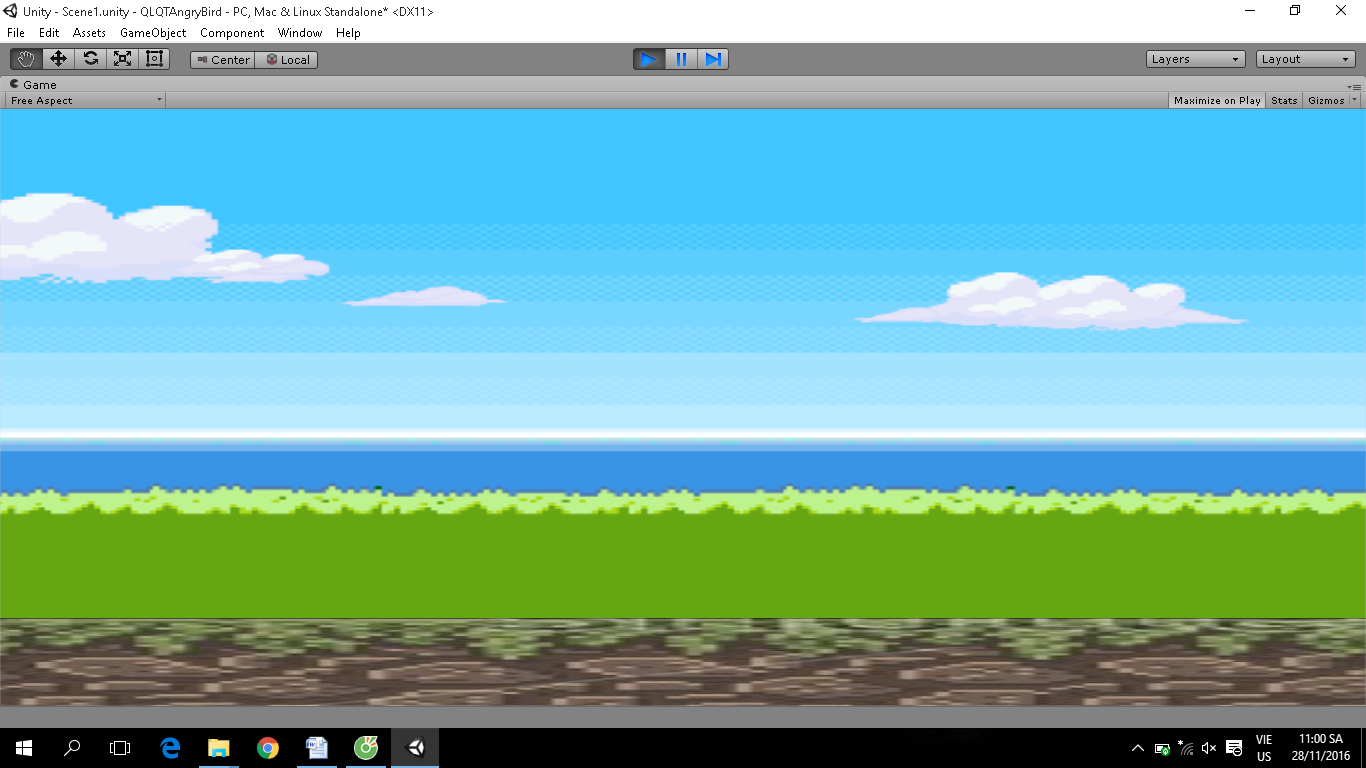 Unity - Scene1.unity - QLQTAngryBird - PC, Mac & Linux Standalone* <DX11>
File Edit Assets GameObject Component Window Help
Center Local Layers Layout
Game
Free Aspect Maximize on Play Stats Gizmos
VIE 11:00 SA
US 28/11/2016